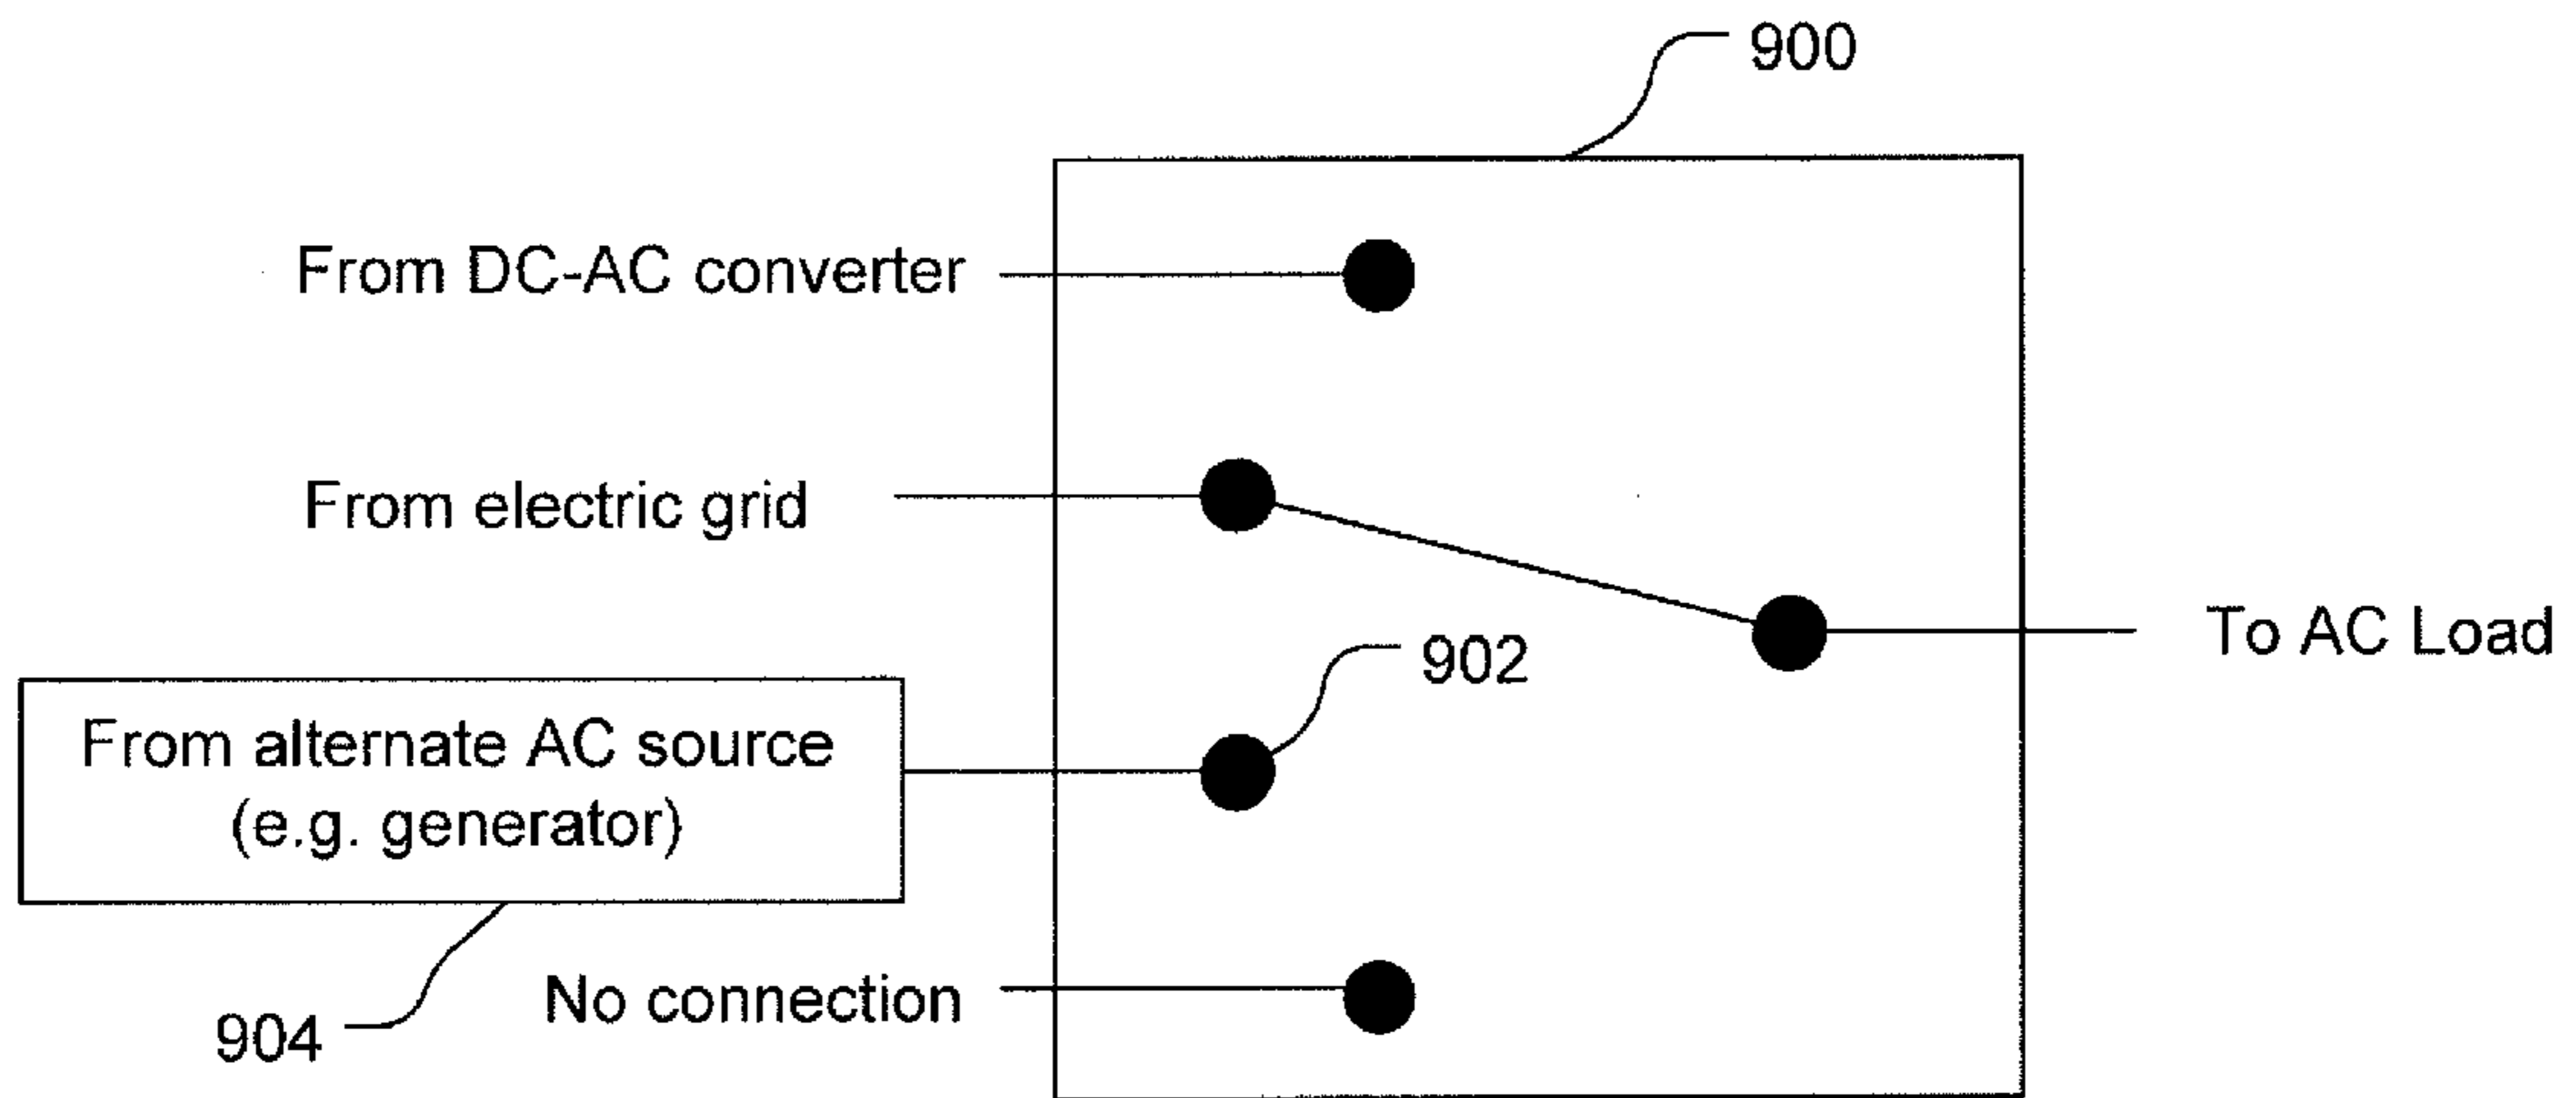 900
From DC-AC converter
From electric grid
To AC Load
902
From alternate AC source
(e.g. generator)
No connection
904